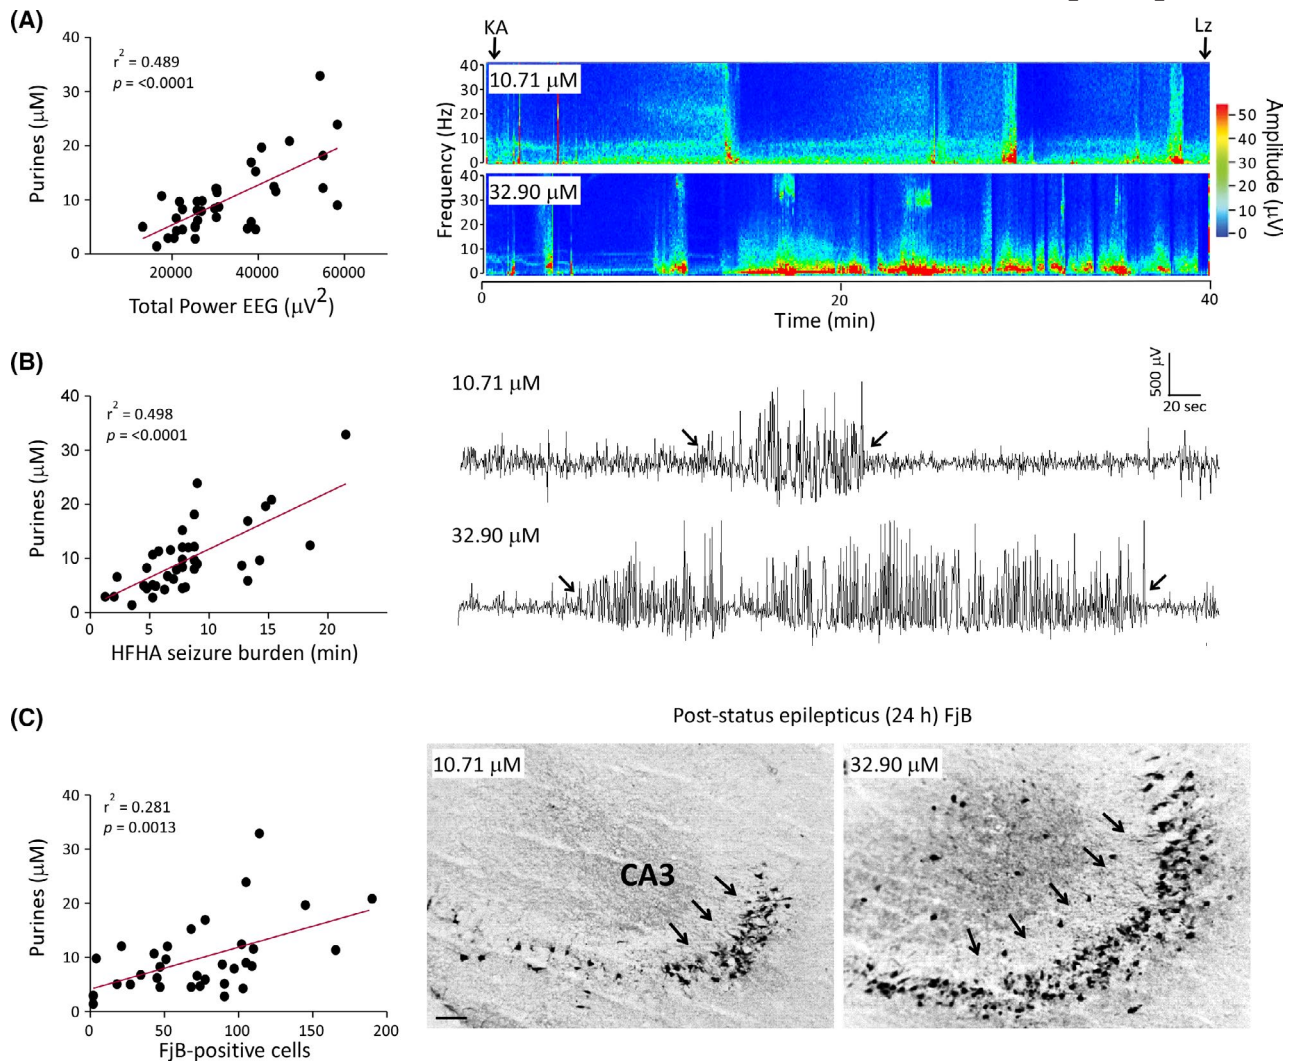 (A)
KA
Lz
40
30
20
10
0
Purines (μM)
r2 = 0.489
p = <0.0001
20000
40000
60000
Total Power EEG (μV2)
10.71 μM
40
30
20
10
0
32.90 μM
40
30
20
10
0
Frequency (Hz)
0
20
40
Time (min)
50
40
30
20
10
0
Amplitude (μV)
(B)
40
30
20
10
0
Purines (μM)
r2 = 0.498
p = <0.0001
0
5
10
15
20
HFHA seizure burden (min)
10.71 μM
500 μV
20 sec
32.90 μM
(C)
Post-status epilepticus (24 h) FjB
40
30
20
10
0
Purines (μM)
r2 = 0.281
p = 0.0013
0
50
100
150
200
FjB-positive cells
10.71 μM
CA3
32.90 μM